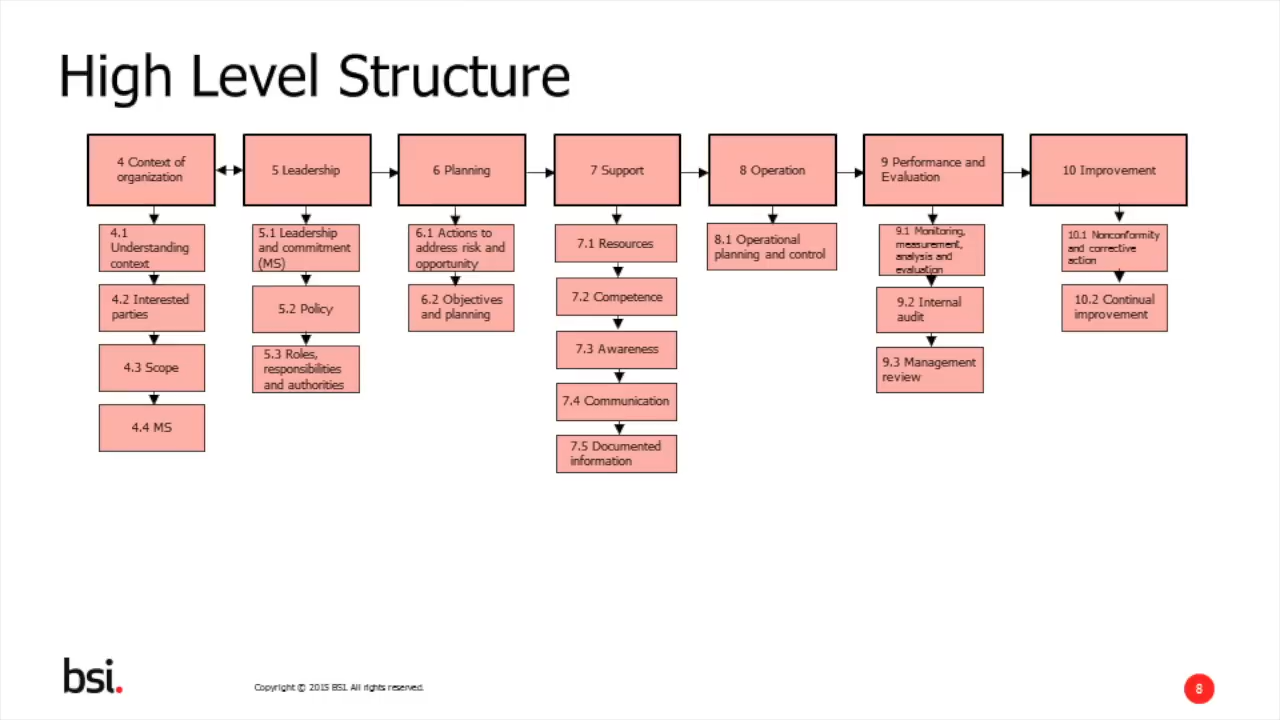 High Level Structure
4 Context of
organization
5 Leadership
6 Planning
7 Support
8 Operation
9 Performance and
Evaluation
10 Improvement
4.1
Understanding
context
4.2 Interested
parties
4.3 Scope
4.4 MS
5.1 Leadership
and commitment
(MS)
5.2 Policy
5.3 Roles,
responsibilities
and authorities
6.1 Actions to
address risk and
opportunity
6.2 Objectives
and planning
7.1 Resources
7.2 Competence
7.3 Awareness
7.4 Communication
7.5 Documented
information
8.1 Operational
planning and control
9.1 Monitoring,
measurement,
analysis and
evaluation
9.2 Internal
audit
9.3 Management
review
10.1 Nonconformity
and corrective
action
10.2 Continual
improvement
bsi.
Copyright © 2015 BSI. All rights reserved.
8